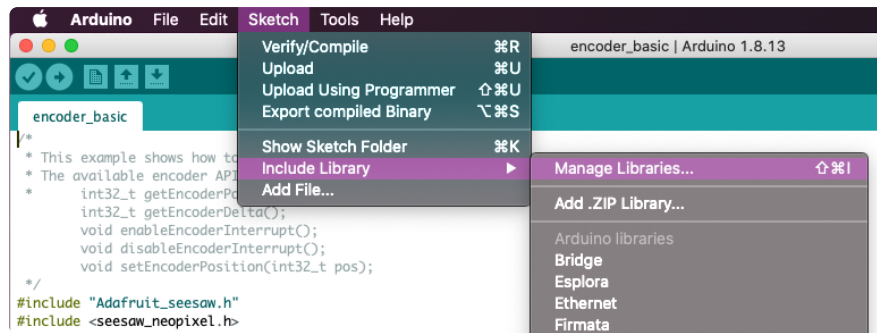 Arduino File Edit Sketch Tools Help
encoder_basic | Arduino 1.8.13
Verify/Compile ⌘R
Upload ⌘U
Upload Using Programmer ⇧⌘U
Export compiled Binary ⌥⌘S
Show Sketch Folder ⌘K
Include Library ▶
Add File...
Manage Libraries... ⇧⌘I
Add .ZIP Library...
Arduino libraries
Bridge
Esplora
Ethernet
Firmata
encoder_basic
/*
* This example shows how to
* The available encoder API
* int32_t getEncoderPo
int32_t getEncoderDelta();
void enableEncoderInterrupt();
void disableEncoderInterrupt();
void setEncoderPosition(int32_t pos);
*/
#include "Adafruit_seesaw.h"
#include <seesaw_neopixel.h>